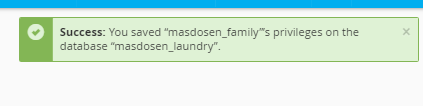 Success: You saved “masdosen_family”'s privileges on the
database “masdosen_laundry”.